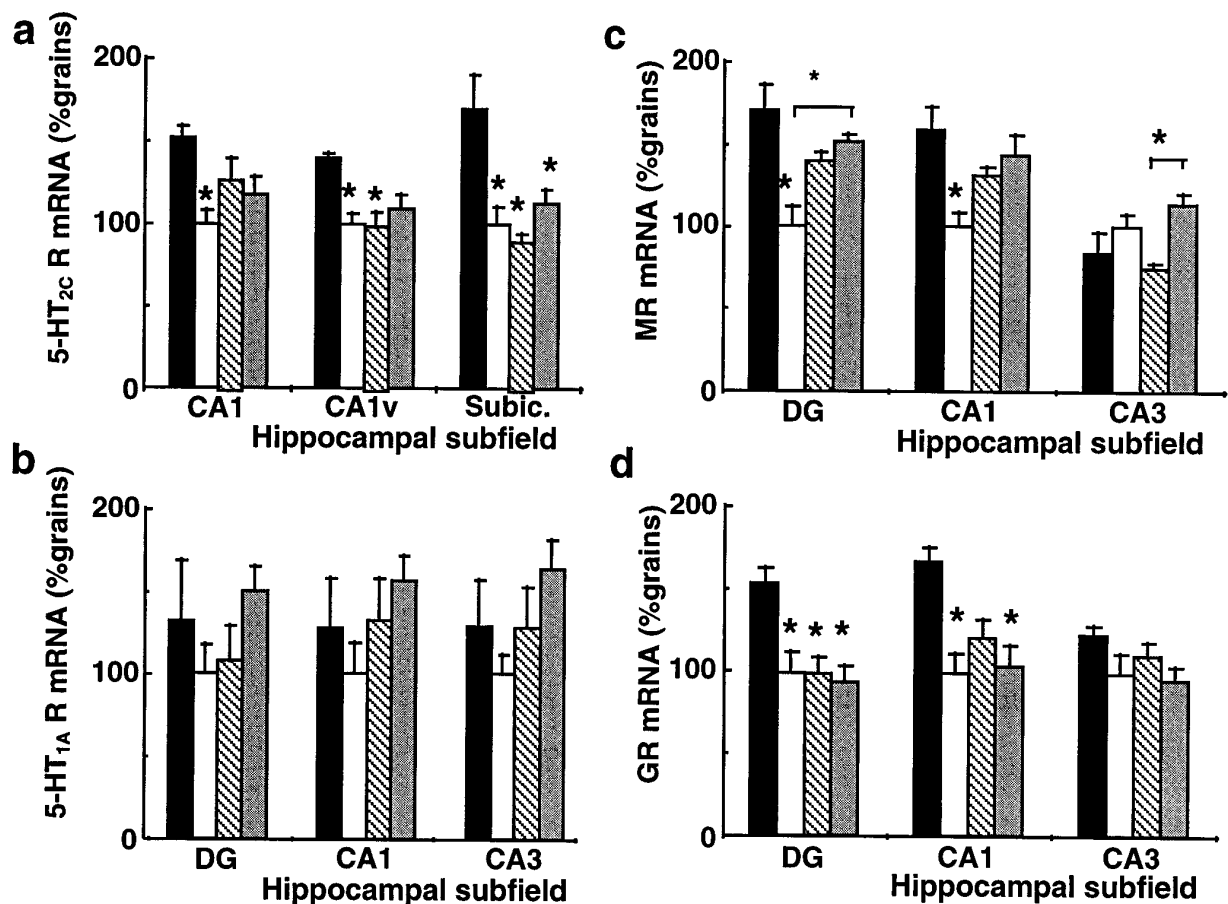 a
5-HT2C R mRNA (%grains)
200
100
0
* * * * * *
CA1 CA1v Subic.
Hippocampal subfield
b
5-HT1A R mRNA (%grains)
200
100
0
DG CA1 CA3
Hippocampal subfield
c
MR mRNA (%grains)
200
100
0
* * * *
DG CA1 CA3
Hippocampal subfield
d
GR mRNA (%grains)
200
100
0
* * * * *
DG CA1 CA3
Hippocampal subfield